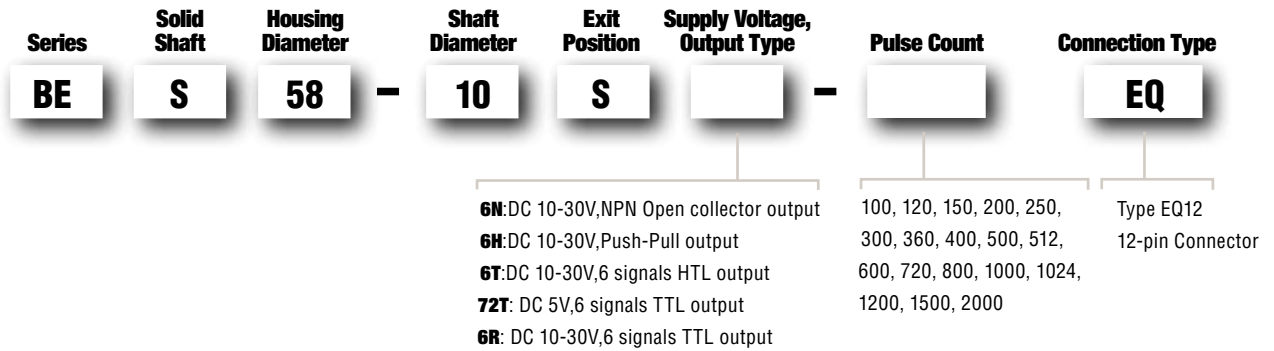 Series
Solid
Shaft
Housing
Diameter
Shaft
Diameter
Exit
Position
Supply Voltage,
Output Type
Pulse Count
Connection Type
BE S 58 – 10 S – EQ
6N:DC 10-30V,NPN Open collector output
6H:DC 10-30V,Push-Pull output
6T:DC 10-30V,6 signals HTL output
72T: DC 5V,6 signals TTL output
6R: DC 10-30V,6 signals TTL output
100, 120, 150, 200, 250,
300, 360, 400, 500, 512,
600, 720, 800, 1000, 1024,
1200, 1500, 2000
Type EQ12
12-pin Connector